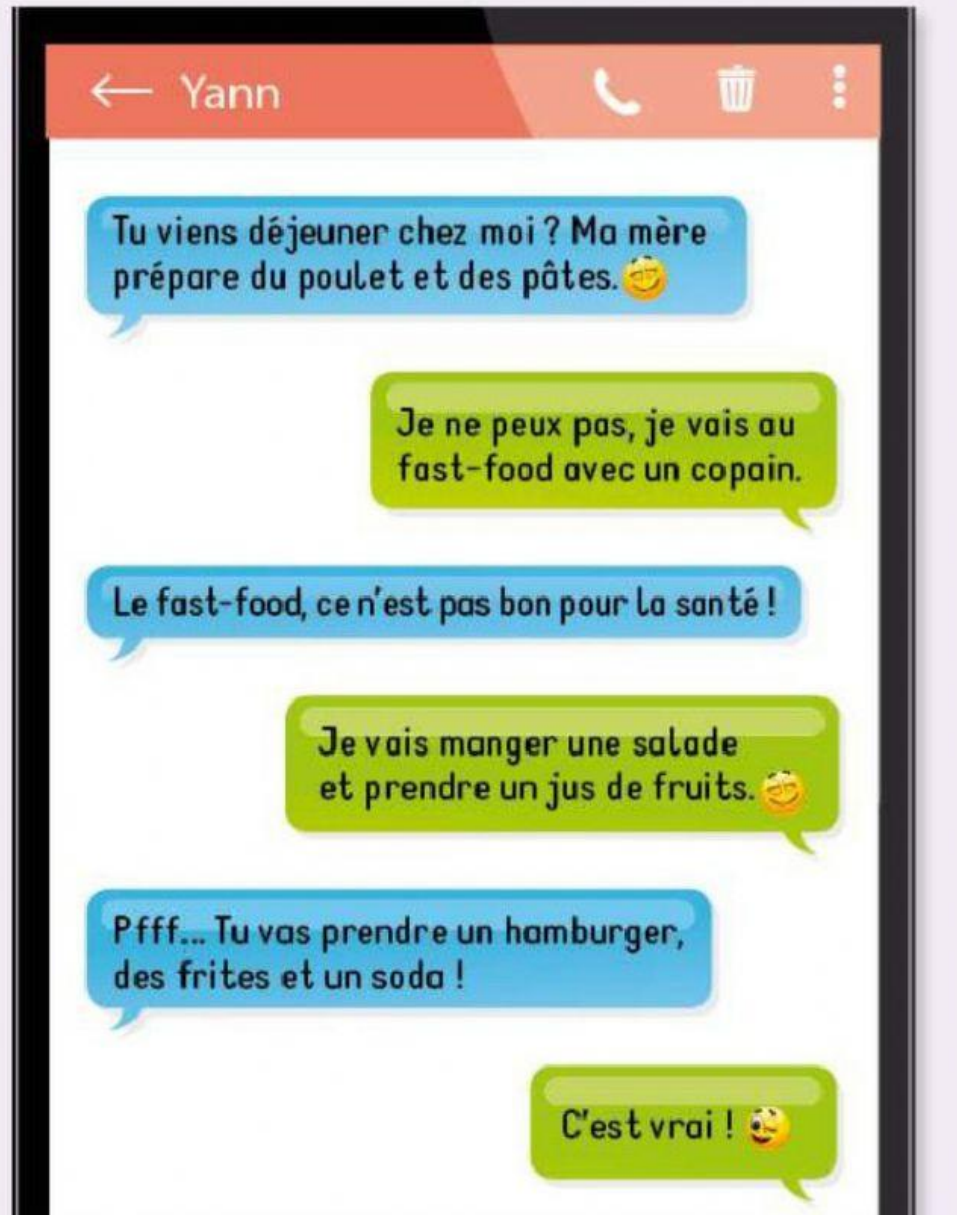 Yann
Tu viens déjeuner chez moi ? Ma mère
prépare du poulet et des pâtes.
Je ne peux pas, je vais au
fast-food avec un copain.
Le fast-food, ce n'est pas bon pour la santé !
Je vais manger une salade
et prendre un jus de fruits.
Pfff... Tu vas prendre un hamburger,
des frites et un soda !
C'est vrai !